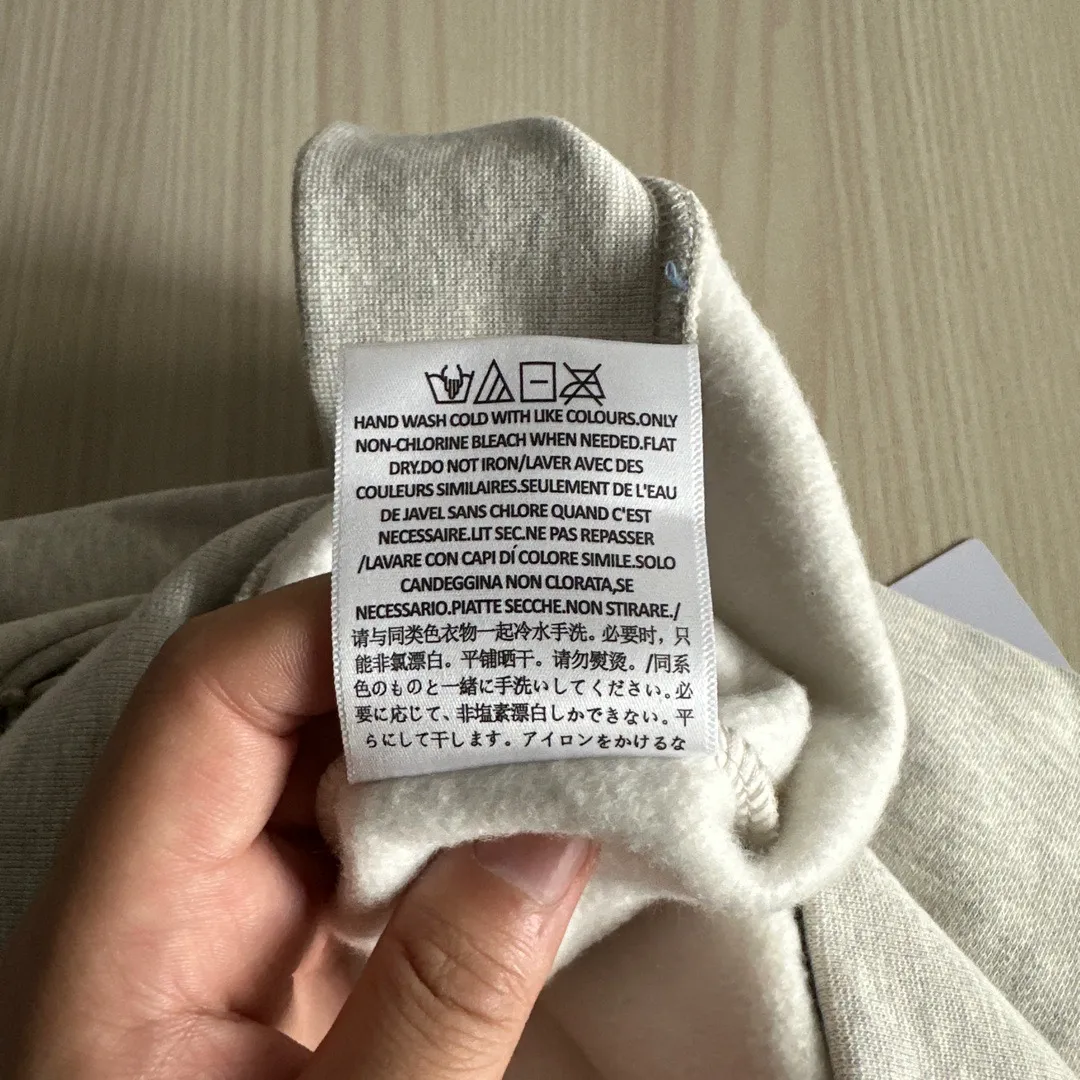 HAND WASH COLD WITH LIKE COLOURS.ONLY
NON-CHLORINE BLEACH WHEN NEEDED.FLAT
DRY.DO NOT IRON/LAVER AVEC DES
COULEURS SIMILAIRES.SEULEMENT DE L'EAU
DE JAVEL SANS CHLORE QUAND C'EST
NECESSAIRE.LIT SEC.NE PAS REPASSER
/LAVARE CON CAPI DÍ COLORE SIMILE.SOLO
CANDEGGINA NON CLORATA,SE
NECESSARIO.PIATTE SECCHE.NON STIRARE./
请与同类色衣物一起冷水手洗。必要时，只
能非氯漂白。平铺晒干。请勿熨烫。/同系
色のものと一緒に手洗いしてください。必
要に応じて、非塩素漂白しかできない。平
らにして干します。アイロンをかけるな